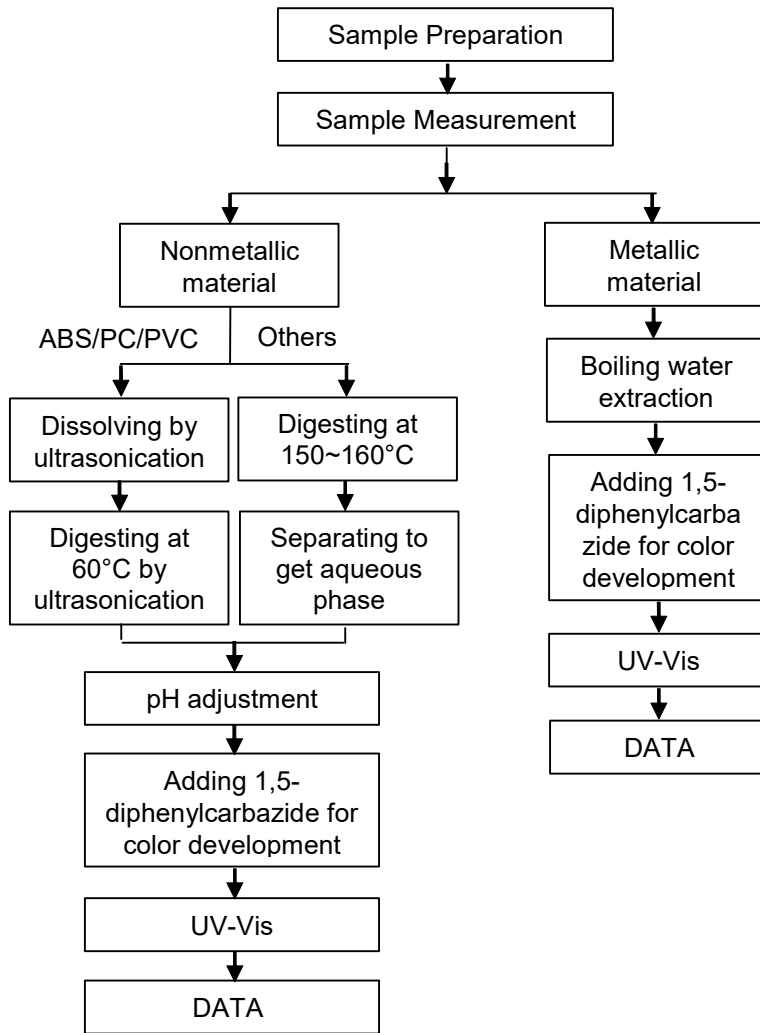 Sample Preparation
Sample Measurement
Nonmetallic
material
Metallic
material
ABS/PC/PVC
Others
Dissolving by
ultrasonication
Digesting at
150~160°C
Boiling water
extraction
Digesting at
60°C by
ultrasonication
Separating to
get aqueous
phase
Adding 1,5-
diphenylcarba
zide for color
development
pH adjustment
UV-Vis
DATA
Adding 1,5-
diphenylcarbazide for
color development
UV-Vis
DATA